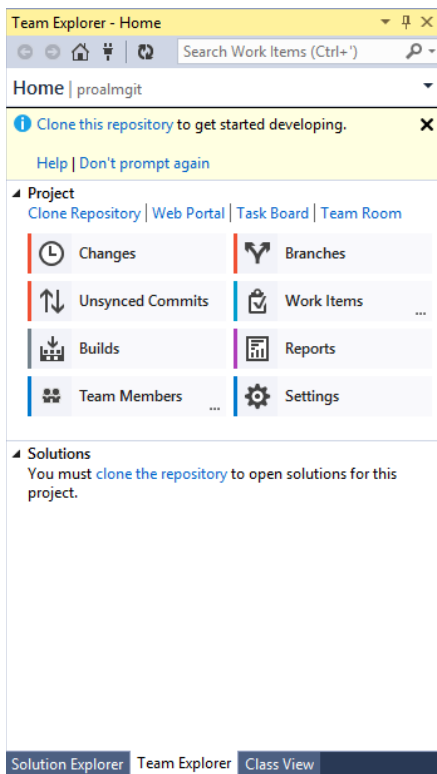 Team Explorer - Home
Search Work Items (Ctrl+')
Home | proalmgit
Clone this repository to get started developing.
Help | Don't prompt again
Project
Clone Repository | Web Portal | Task Board | Team Room
Changes
Branches
Unsynced Commits
Work Items
...
Builds
Reports
Team Members
...
Settings
Solutions
You must clone the repository to open solutions for this
project.
Solution Explorer Team Explorer Class View